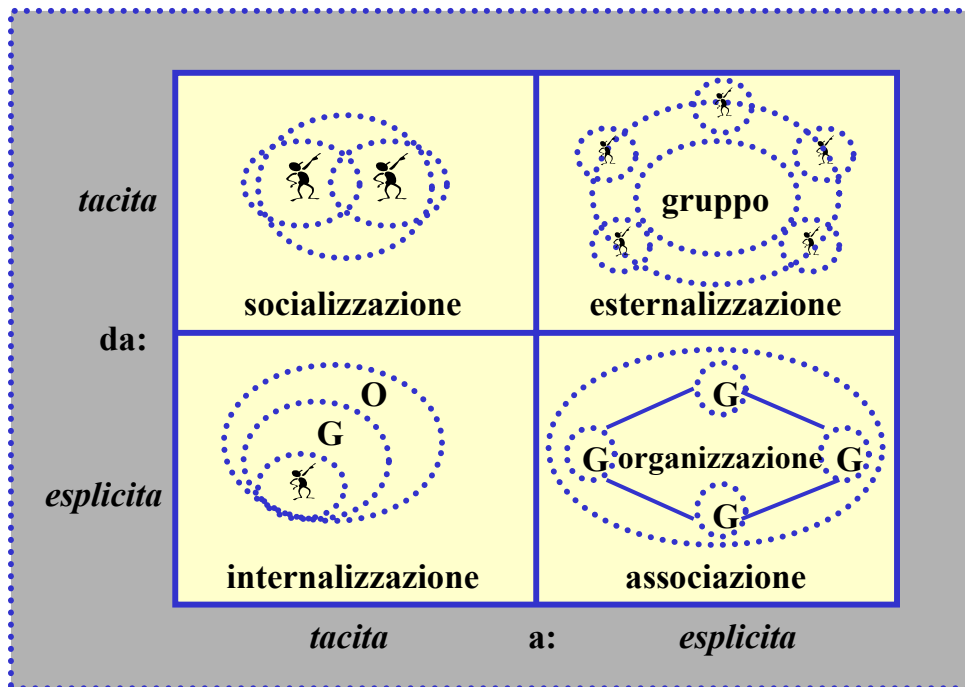 tacita
gruppo
socializzazione
esternalizzazione
da:
O
G
G
G organizzazione G
G
esplicita
internalizzazione
associazione
tacita a: esplicita